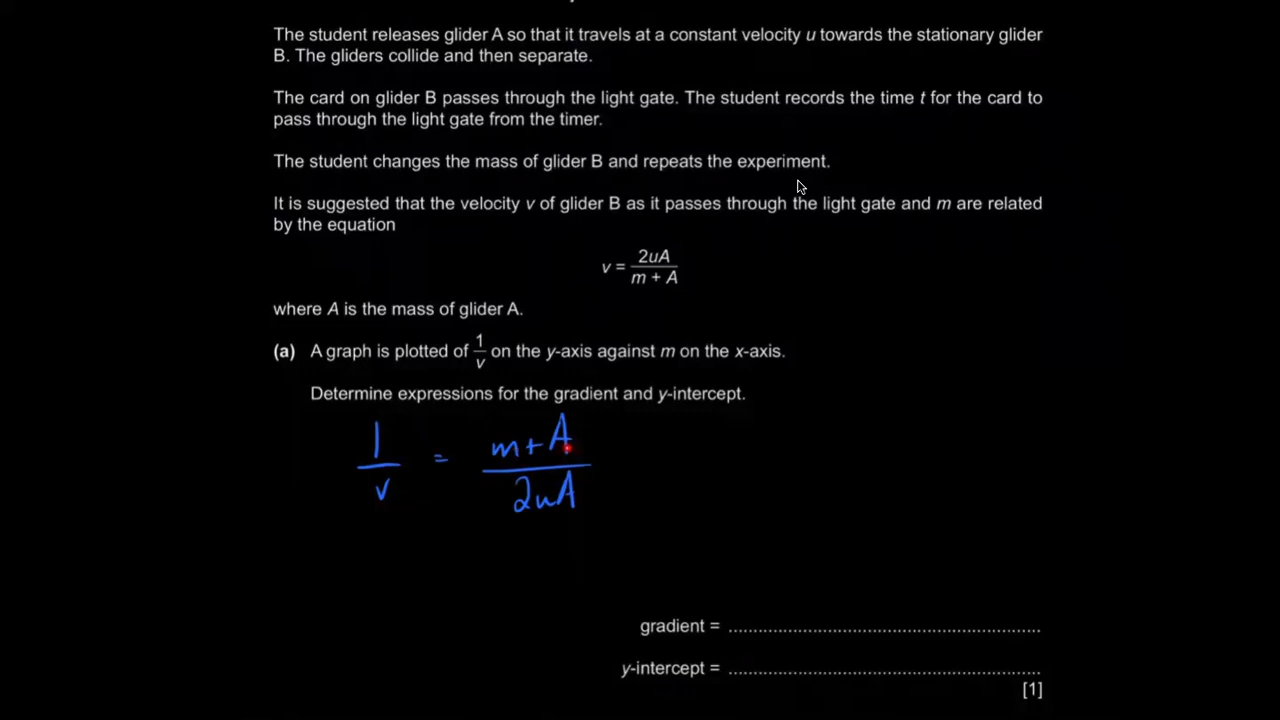 The student releases glider A so that it travels at a constant velocity u towards the stationary glider
B. The gliders collide and then separate.
The card on glider B passes through the light gate. The student records the time t for the card to
pass through the light gate from the timer.
The student changes the mass of glider B and repeats the experiment.
It is suggested that the velocity v of glider B as it passes through the light gate and m are related
by the equation
v = 2uA / m + A
where A is the mass of glider A.
(a) A graph is plotted of 1/v on the y-axis against m on the x-axis.
Determine expressions for the gradient and y-intercept.
1/v = m+A / 2uA
gradient = ..............................................................
y-intercept = ..............................................................
[1]